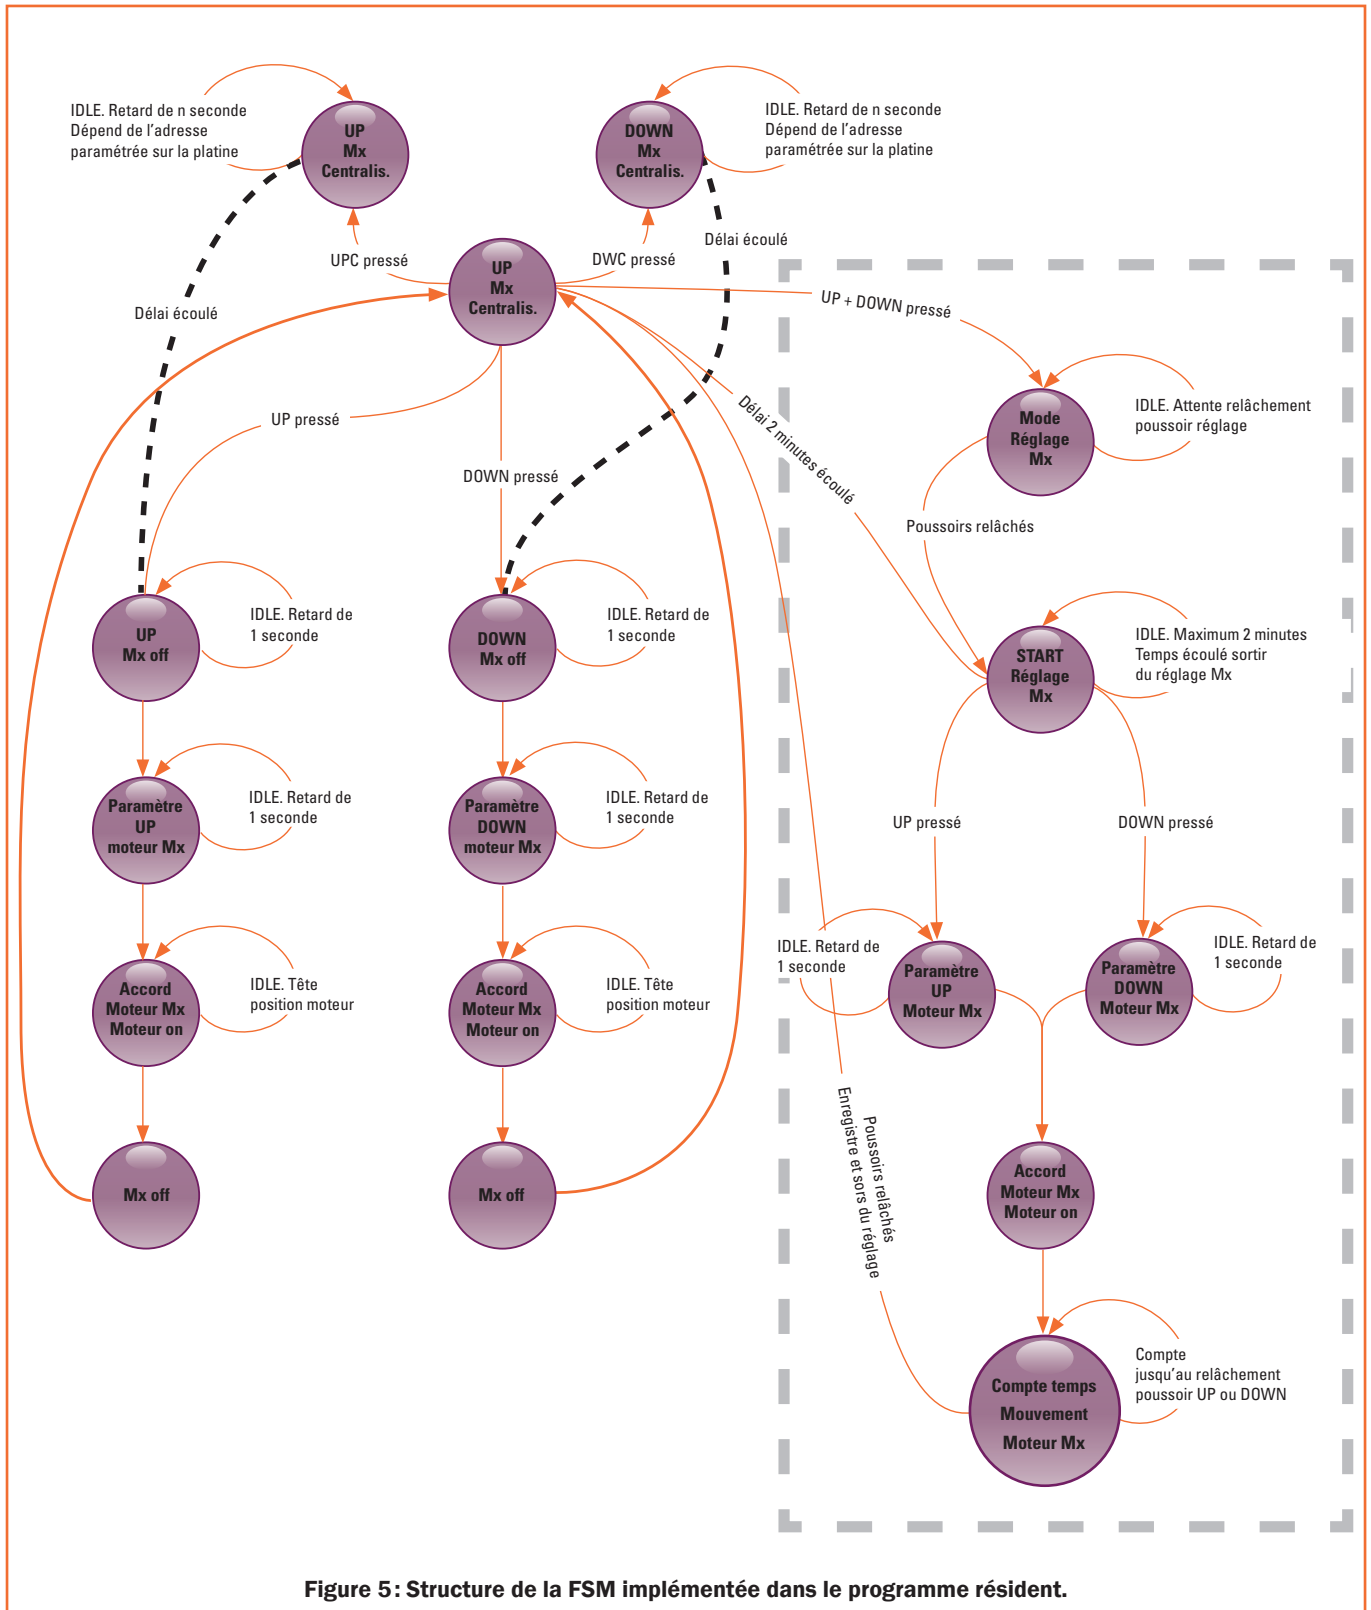 IDLE. Retard de n seconde
Dépend de l'adresse
paramétrée sur la platine
UP
Mx
Centralis.
DOWN
Mx
Centralis.
IDLE. Retard de n seconde
Dépend de l'adresse
paramétrée sur la platine
UPC pressé
UP
Mx
Centralis.
DWC pressé
Délai écoulé
Délai écoulé
UP + DOWN pressé
UP pressé
DOWN pressé
Délai 2 minutes écoulé
Mode
Réglage
Mx
IDLE. Attente relâchement
poussoir réglage
Poussoirs relâchés
UP
Mx off
IDLE. Retard de
1 seconde
DOWN
Mx off
IDLE. Retard de
1 seconde
START
Réglage
Mx
IDLE. Maximum 2 minutes
Temps écoulé sortir
du réglage Mx
Paramètre
UP
moteur Mx
IDLE. Retard de
1 seconde
Paramètre
DOWN
moteur Mx
IDLE. Retard de
1 seconde
UP pressé
DOWN pressé
IDLE. Retard de
1 seconde
Paramètre
UP
Moteur Mx
Paramètre
DOWN
Moteur Mx
IDLE. Retard de
1 seconde
Accord
Moteur Mx
Moteur on
IDLE. Tête
position moteur
Accord
Moteur Mx
Moteur on
IDLE. Tête
position moteur
Poussoirs relâchés
Enregistre et sors du réglage
Accord
Moteur Mx
Moteur on
Mx off
Mx off
Compte temps
Mouvement
Moteur Mx
Compte
jusqu'au relâchement
poussoir UP ou DOWN
Figure 5: Structure de la FSM implémentée dans le programme résident.